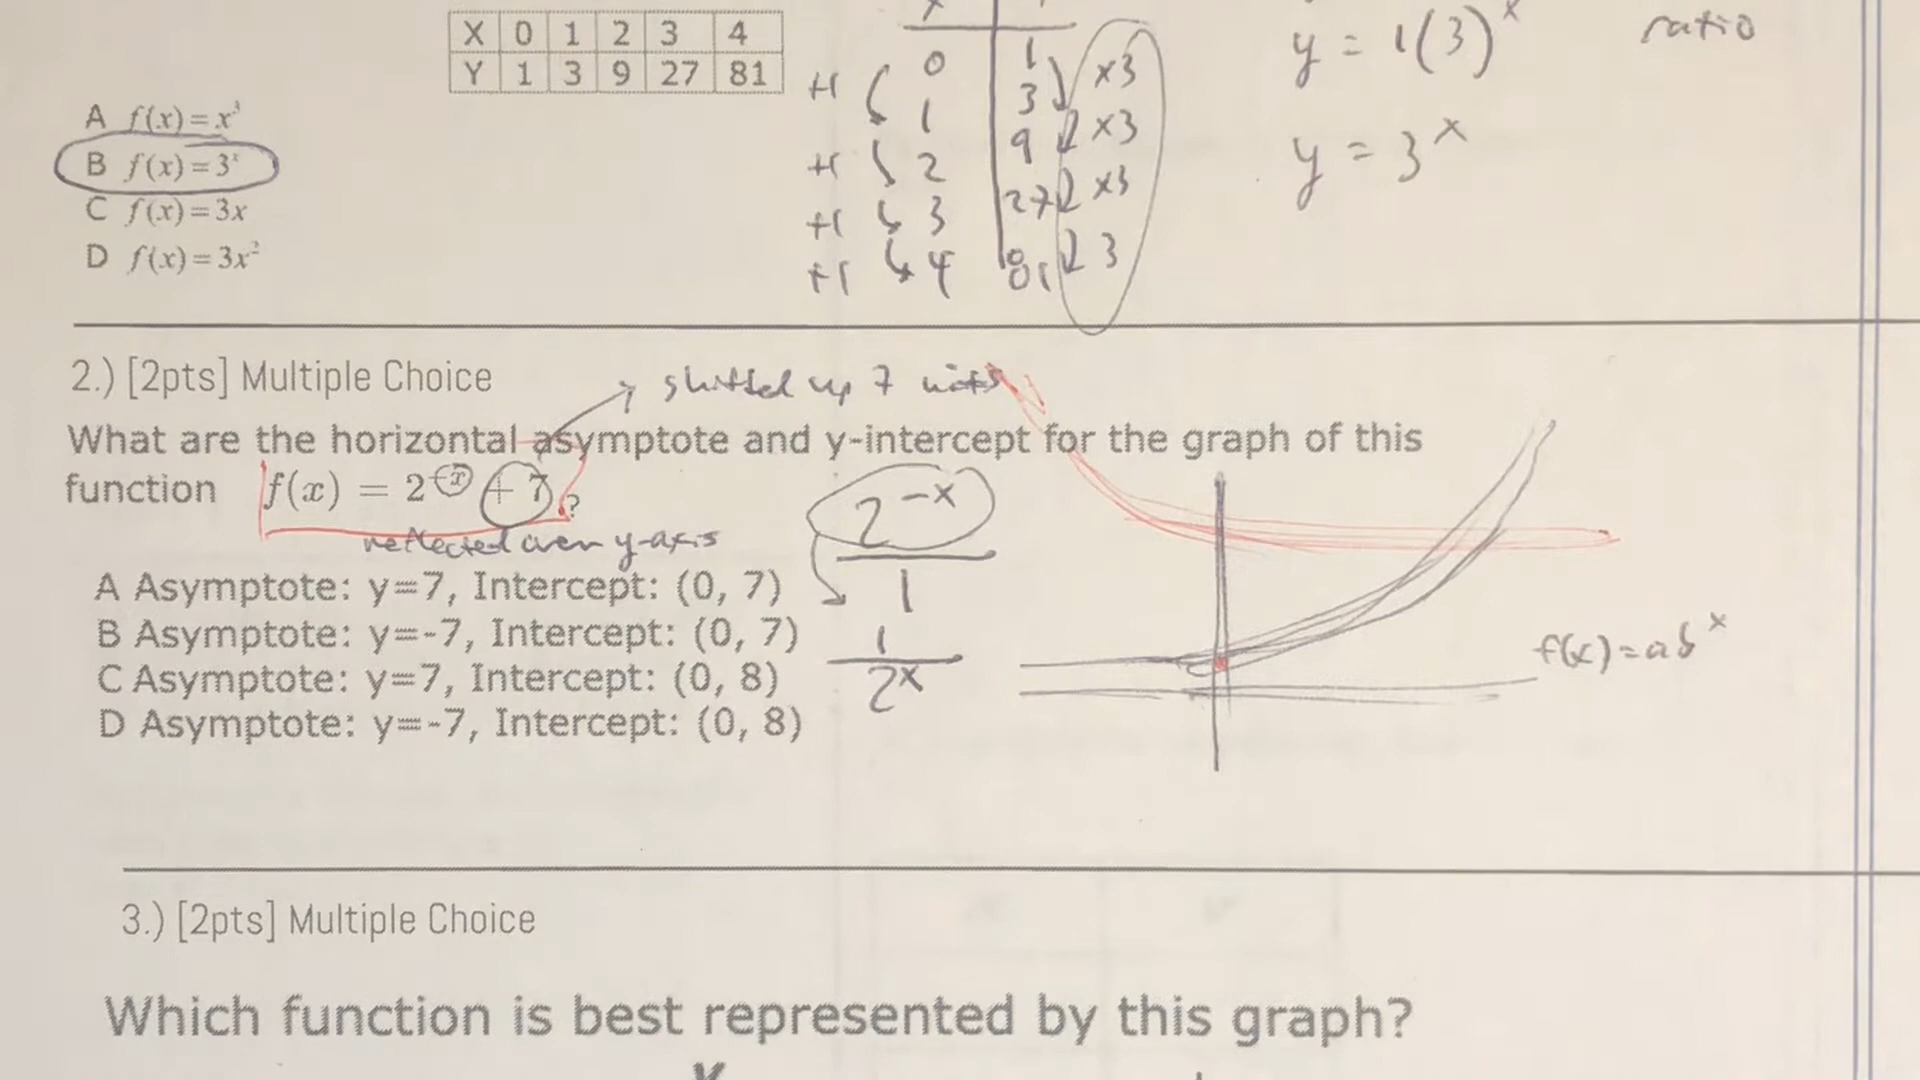 X 0 1 2 3 4
Y 1 3 9 27 81
A f(x)=x³
B f(x)=3ˣ
C f(x)=3x
D f(x)=3x²
0 1
+1 1 3 x3
+1 2 9 x3
+1 3 27 x3
+1 4 81 3
y = 1(3)ˣ ratio
y = 3ˣ
2.) [2pts] Multiple Choice
shifted up 7 units
What are the horizontal asymptote and y-intercept for the graph of this
function f(x) = 2⁽⁻ˣ⁾ + 7 ?
reflected over y-axis
A Asymptote: y=7, Intercept: (0, 7)
B Asymptote: y=-7, Intercept: (0, 7)
C Asymptote: y=7, Intercept: (0, 8)
D Asymptote: y=-7, Intercept: (0, 8)
2⁻ˣ
1
1
2ˣ
f(x)=abˣ
3.) [2pts] Multiple Choice
Which function is best represented by this graph?